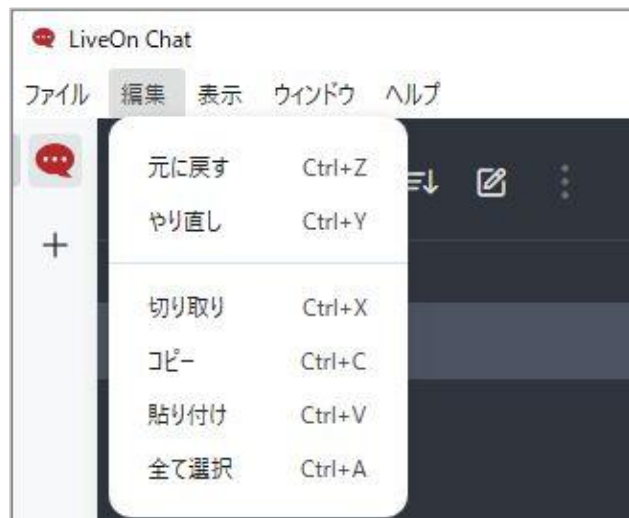 LiveOn Chat
ファイル 編集 表示 ウィンドウ ヘルプ
元に戻す Ctrl+Z
やり直し Ctrl+Y
切り取り Ctrl+X
コピー Ctrl+C
貼り付け Ctrl+V
全て選択 Ctrl+A